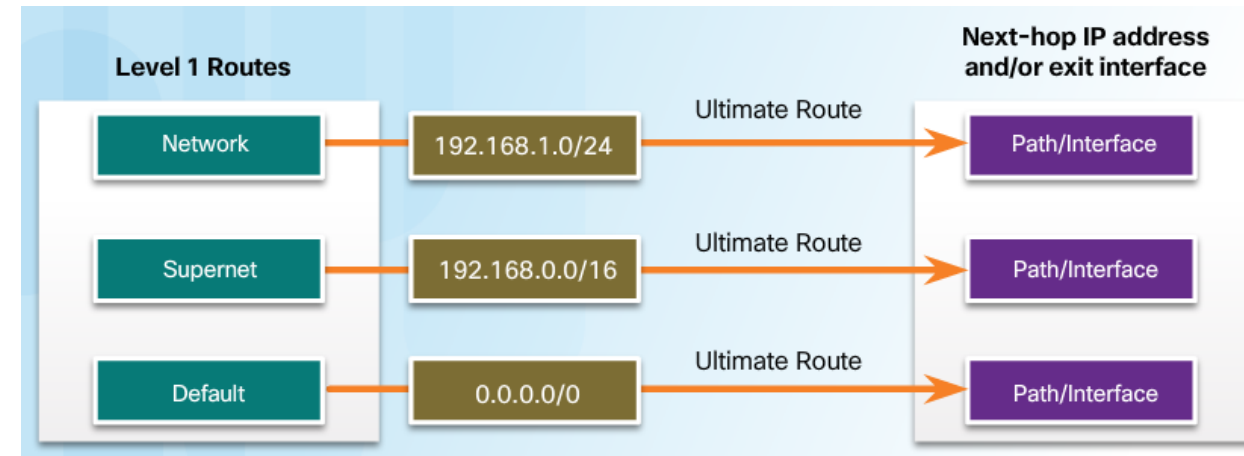 Level 1 Routes
Next-hop IP address
and/or exit interface
Network
192.168.1.0/24
Ultimate Route
Path/Interface
Supernet
192.168.0.0/16
Ultimate Route
Path/Interface
Default
0.0.0.0/0
Ultimate Route
Path/Interface